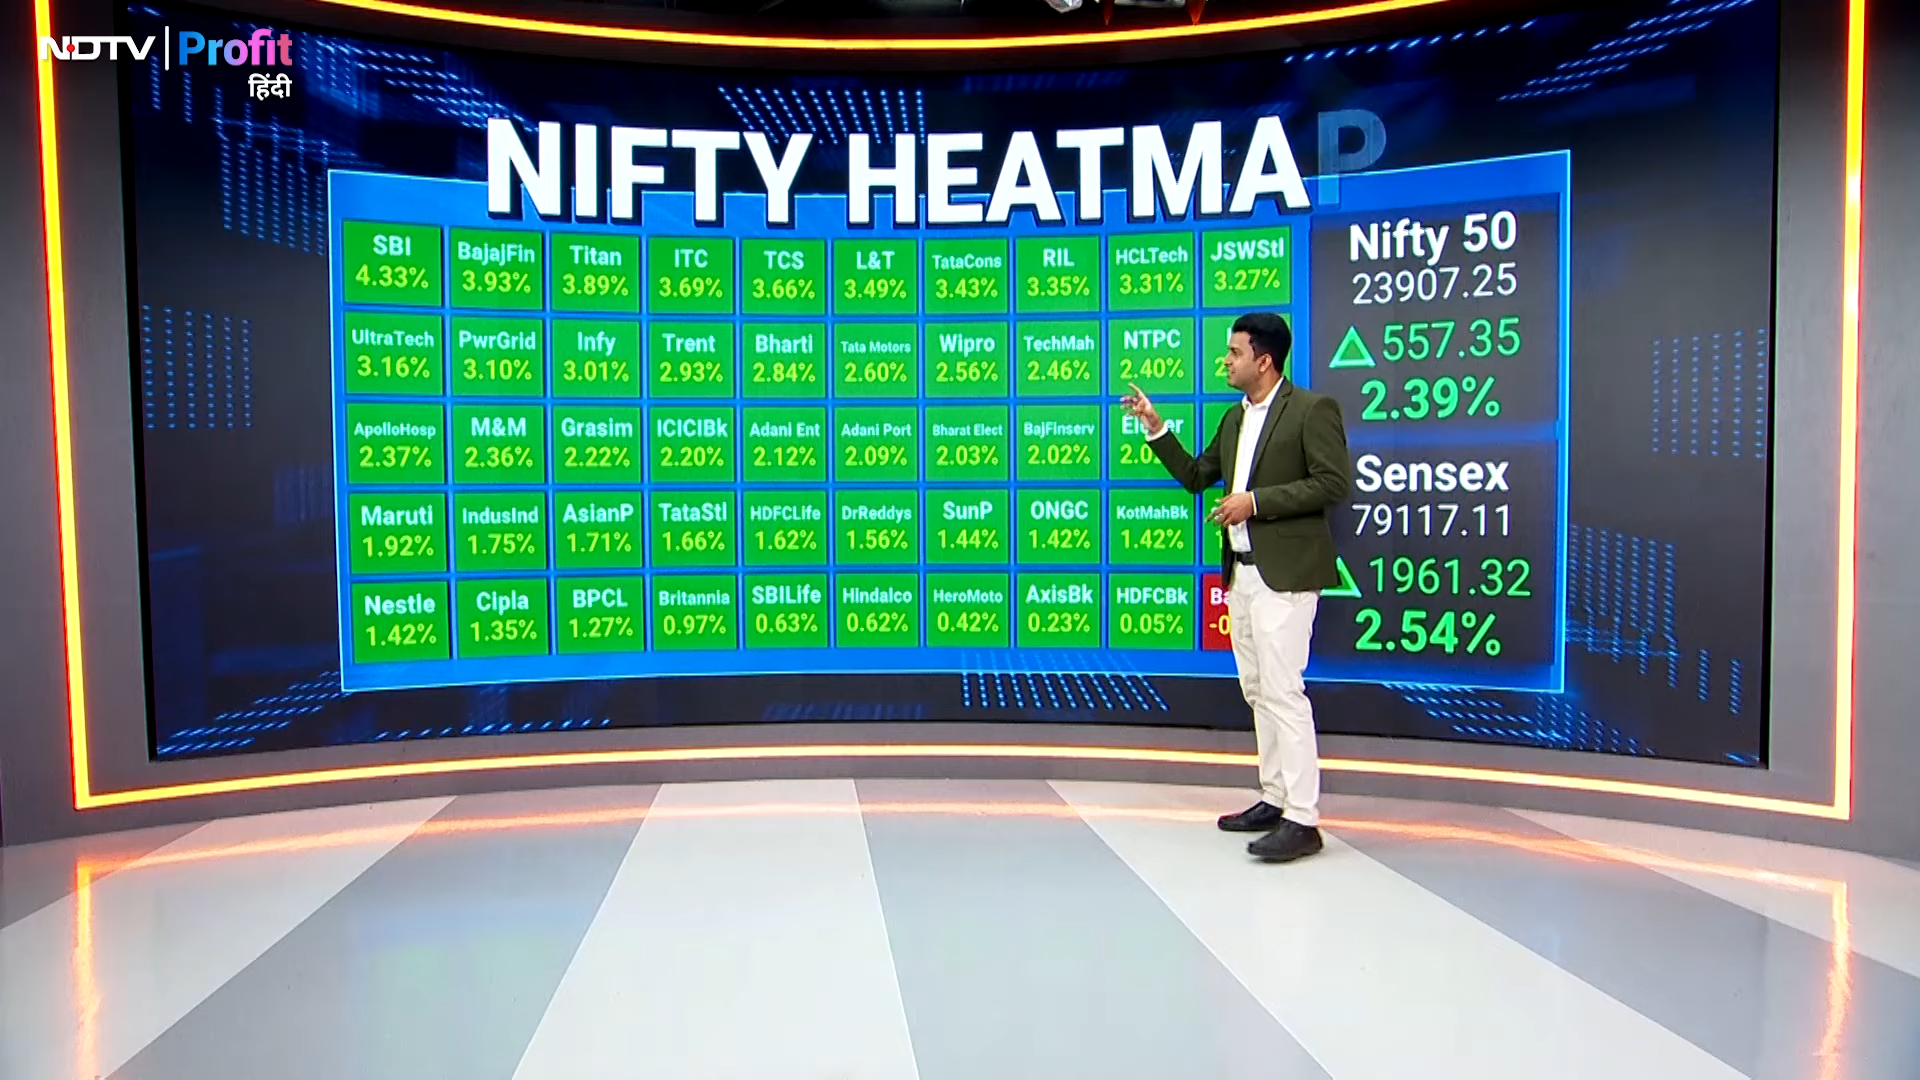 NDTV Profit
हिंदी
NIFTY HEATMAP
SBI BajajFin Titan ITC TCS L&T TataCons RIL HCLTech JSWStl
4.33% 3.93% 3.89% 3.69% 3.66% 3.49% 3.43% 3.35% 3.31% 3.27%
UltraTech PwrGrid Infy Trent Bharti Tata Motors Wipro TechMah NTPC
3.16% 3.10% 3.01% 2.93% 2.84% 2.60% 2.56% 2.46% 2.40%
ApolloHosp M&M Grasim ICICIBk Adani Ent Adani Port Bharat Elect BajFinserv
2.37% 2.36% 2.22% 2.20% 2.12% 2.09% 2.03% 2.02%
Maruti IndusInd AsianP TataStl HDFCLife DrReddys SunP ONGC KotMahBk
1.92% 1.75% 1.71% 1.66% 1.62% 1.56% 1.44% 1.42% 1.42%
Nestle Cipla BPCL Britannia SBILife Hindalco HeroMoto AxisBk HDFCBk
1.42% 1.35% 1.27% 0.97% 0.63% 0.62% 0.42% 0.23% 0.05%
Nifty 50
23907.25
557.35
2.39%
Sensex
79117.11
1961.32
2.54%